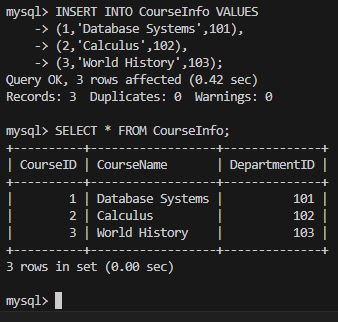 mysql> INSERT INTO CourseInfo VALUES
    -> (1,'Database Systems',101),
    -> (2,'Calculus',102),
    -> (3,'World History',103);
Query OK, 3 rows affected (0.42 sec)
Records: 3  Duplicates: 0  Warnings: 0

mysql> SELECT * FROM CourseInfo;
+----------+------------------+--------------+
| CourseID | CourseName       | DepartmentID |
+----------+------------------+--------------+
|        1 | Database Systems |          101 |
|        2 | Calculus         |          102 |
|        3 | World History    |          103 |
+----------+------------------+--------------+
3 rows in set (0.00 sec)

mysql>